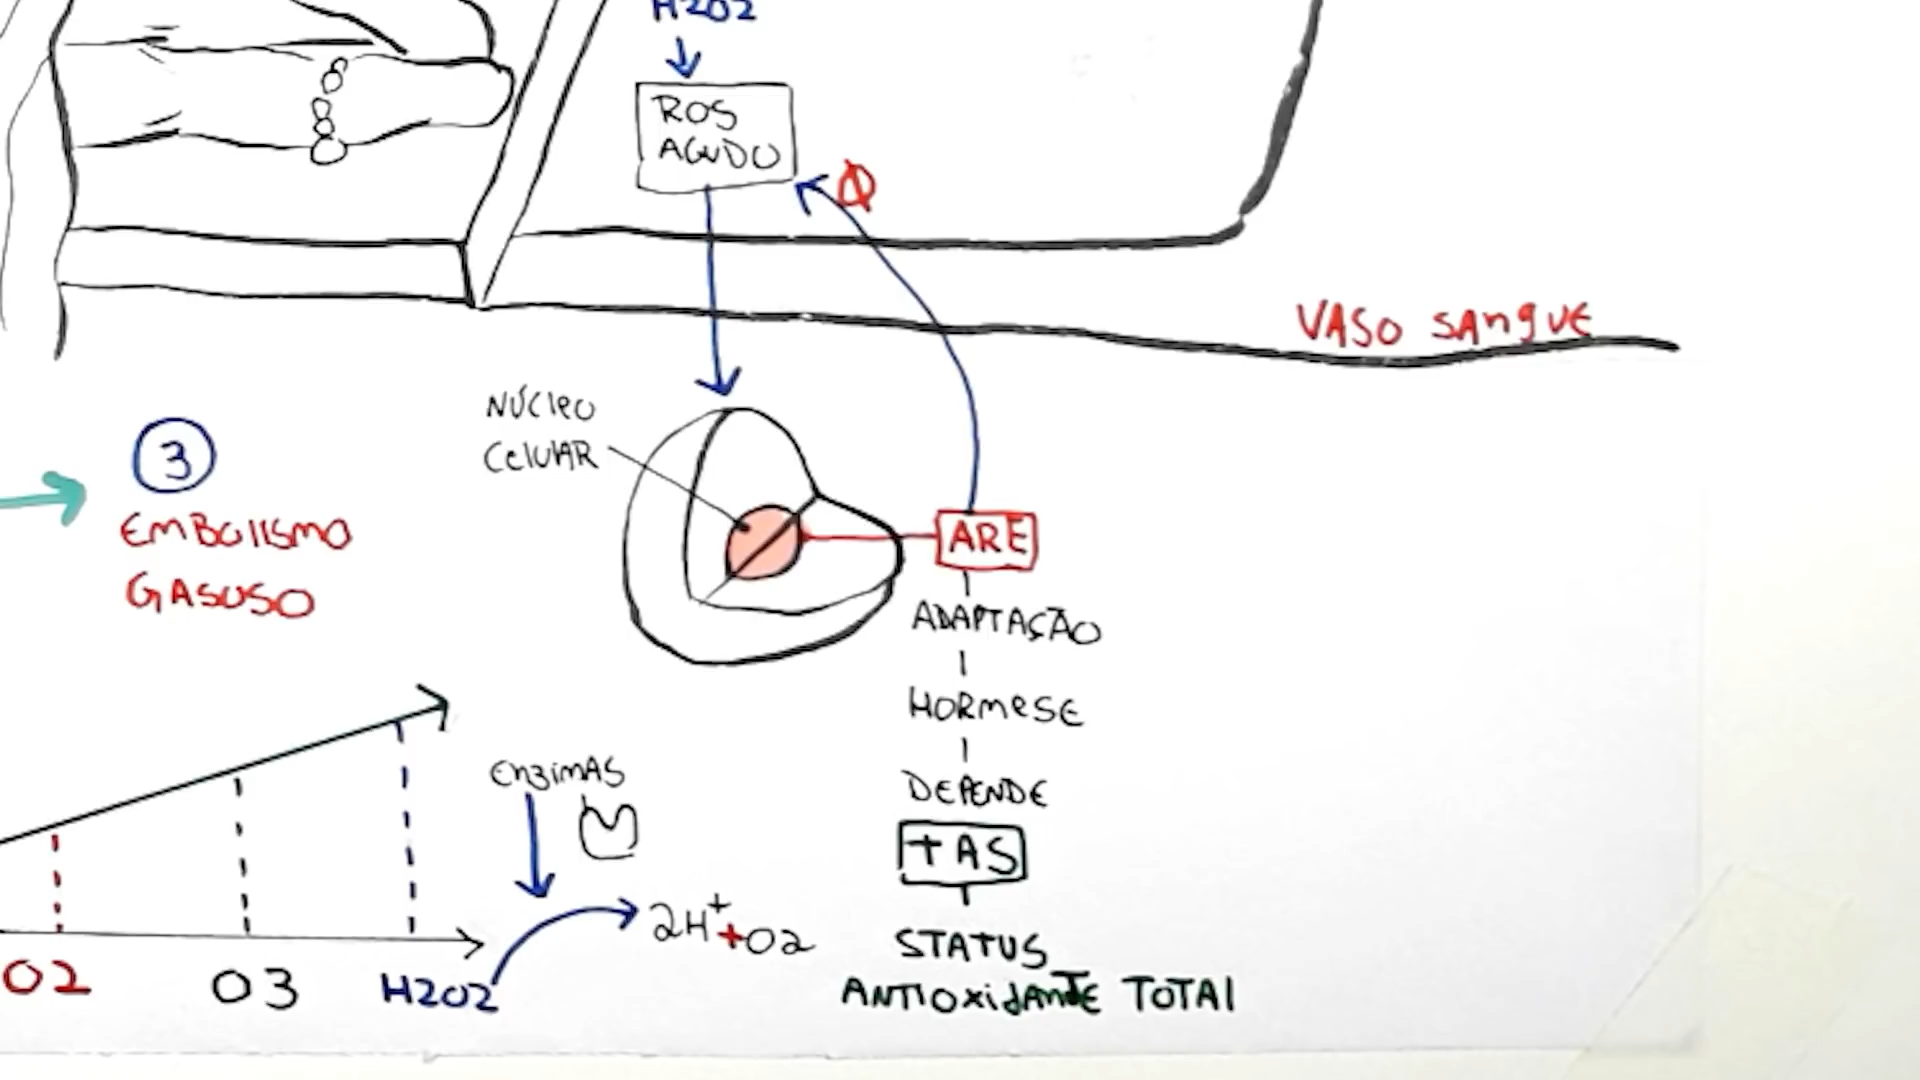 H2O2
ROS
AGUDO
Φ
VASO SANGUE
NÚCLEO
CELULAR
3
EMBOLISMO
GASOSO
ARE
ADAPTAÇÃO
HORMESE
DEPENDE
TAS
STATUS
ANTIOXIDANTE TOTAL
ENZIMAS
2H⁺+O2
O2
O3
H2O2